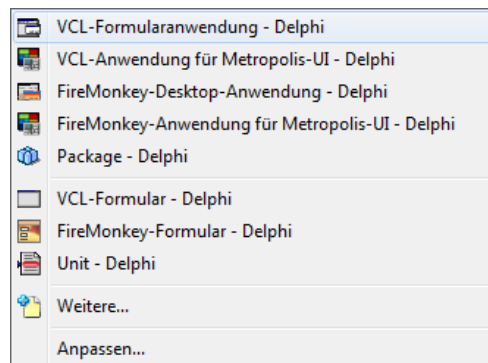 VCL-Formularanwendung - Delphi
VCL-Anwendung für Metropolis-UI - Delphi
FireMonkey-Desktop-Anwendung - Delphi
FireMonkey-Anwendung für Metropolis-UI - Delphi
Package - Delphi
VCL-Formular - Delphi
FireMonkey-Formular - Delphi
Unit - Delphi
Weitere...
Anpassen...